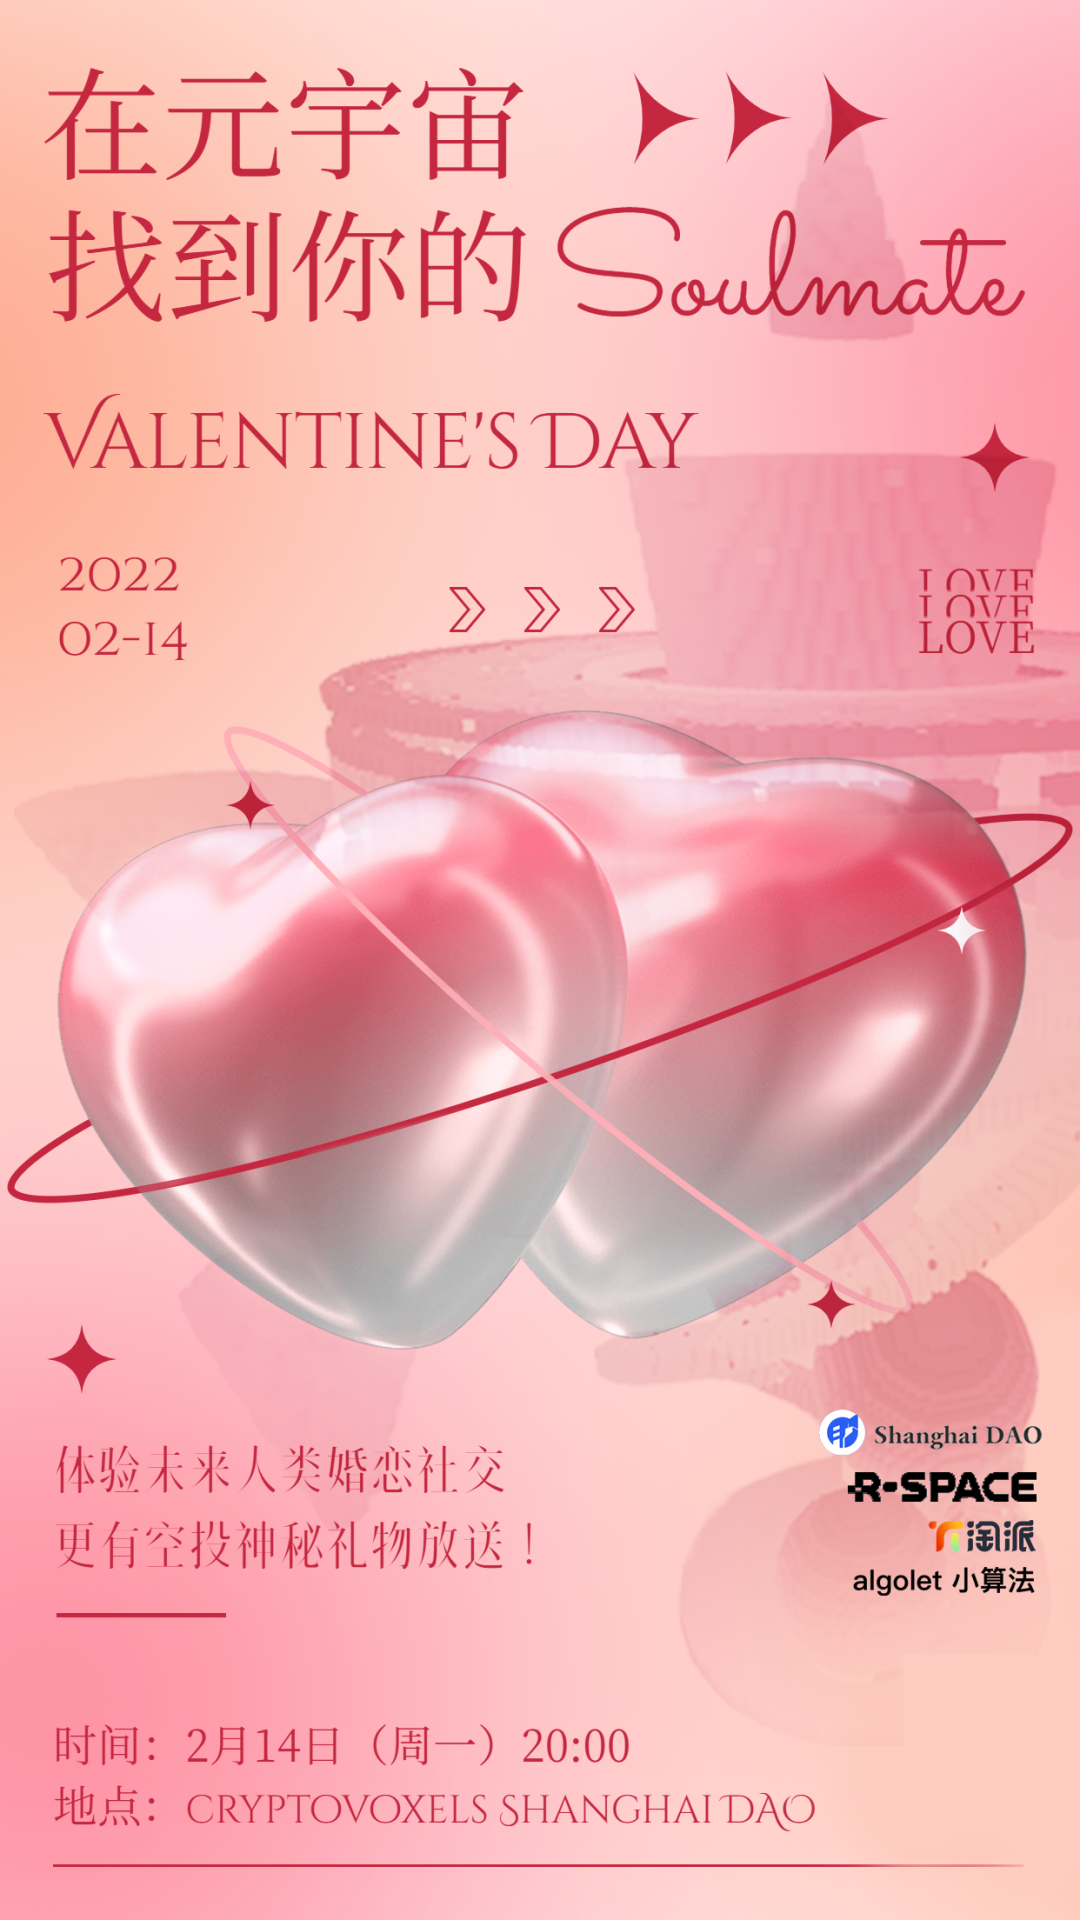 在元宇宙
找到你的 Soulmate
VALENTINE'S DAY
2022
02-14
LOVE
LOVE
LOVE
体验未来人类婚恋社交
更有空投神秘礼物放送！
Shanghai DAO
R-SPACE
淘派
algolet 小算法
时间：2月14日（周一）20:00
地点：CRYPTOVOXELS SHANGHAI DAO